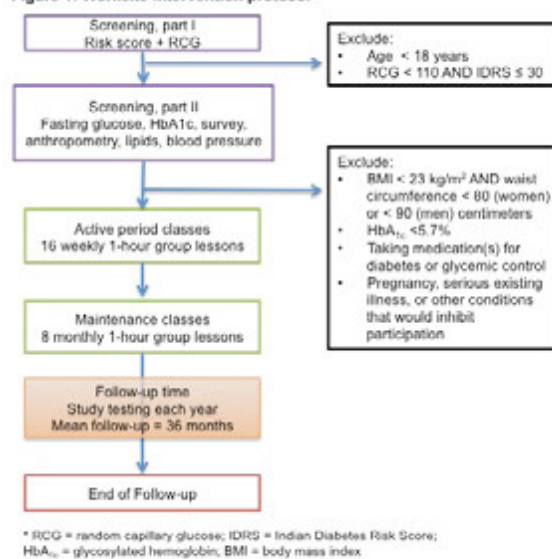 Figure 1. Worksite intervention protocol
Screening, part I
Risk score + RCG
Exclude:
• Age < 18 years
• RCG < 110 AND IDRS ≤ 30
Screening, part II
Fasting glucose, HbA1c, survey,
anthropometry, lipids, blood pressure
Exclude:
• BMI < 23 kg/m² AND waist
circumference < 80 (women)
or < 90 (men) centimeters
• HbA₁c <5.7%
• Taking medication(s) for
diabetes or glycemic control
• Pregnancy, serious existing
illness, or other conditions
that would inhibit
participation
Active period classes
16 weekly 1-hour group lessons
Maintenance classes
8 monthly 1-hour group lessons
Follow-up time
Study testing each year
Mean follow-up = 36 months
End of Follow-up
* RCG = random capillary glucose; IDRS = Indian Diabetes Risk Score;
HbA₁c = glycosylated hemoglobin; BMI = body mass index